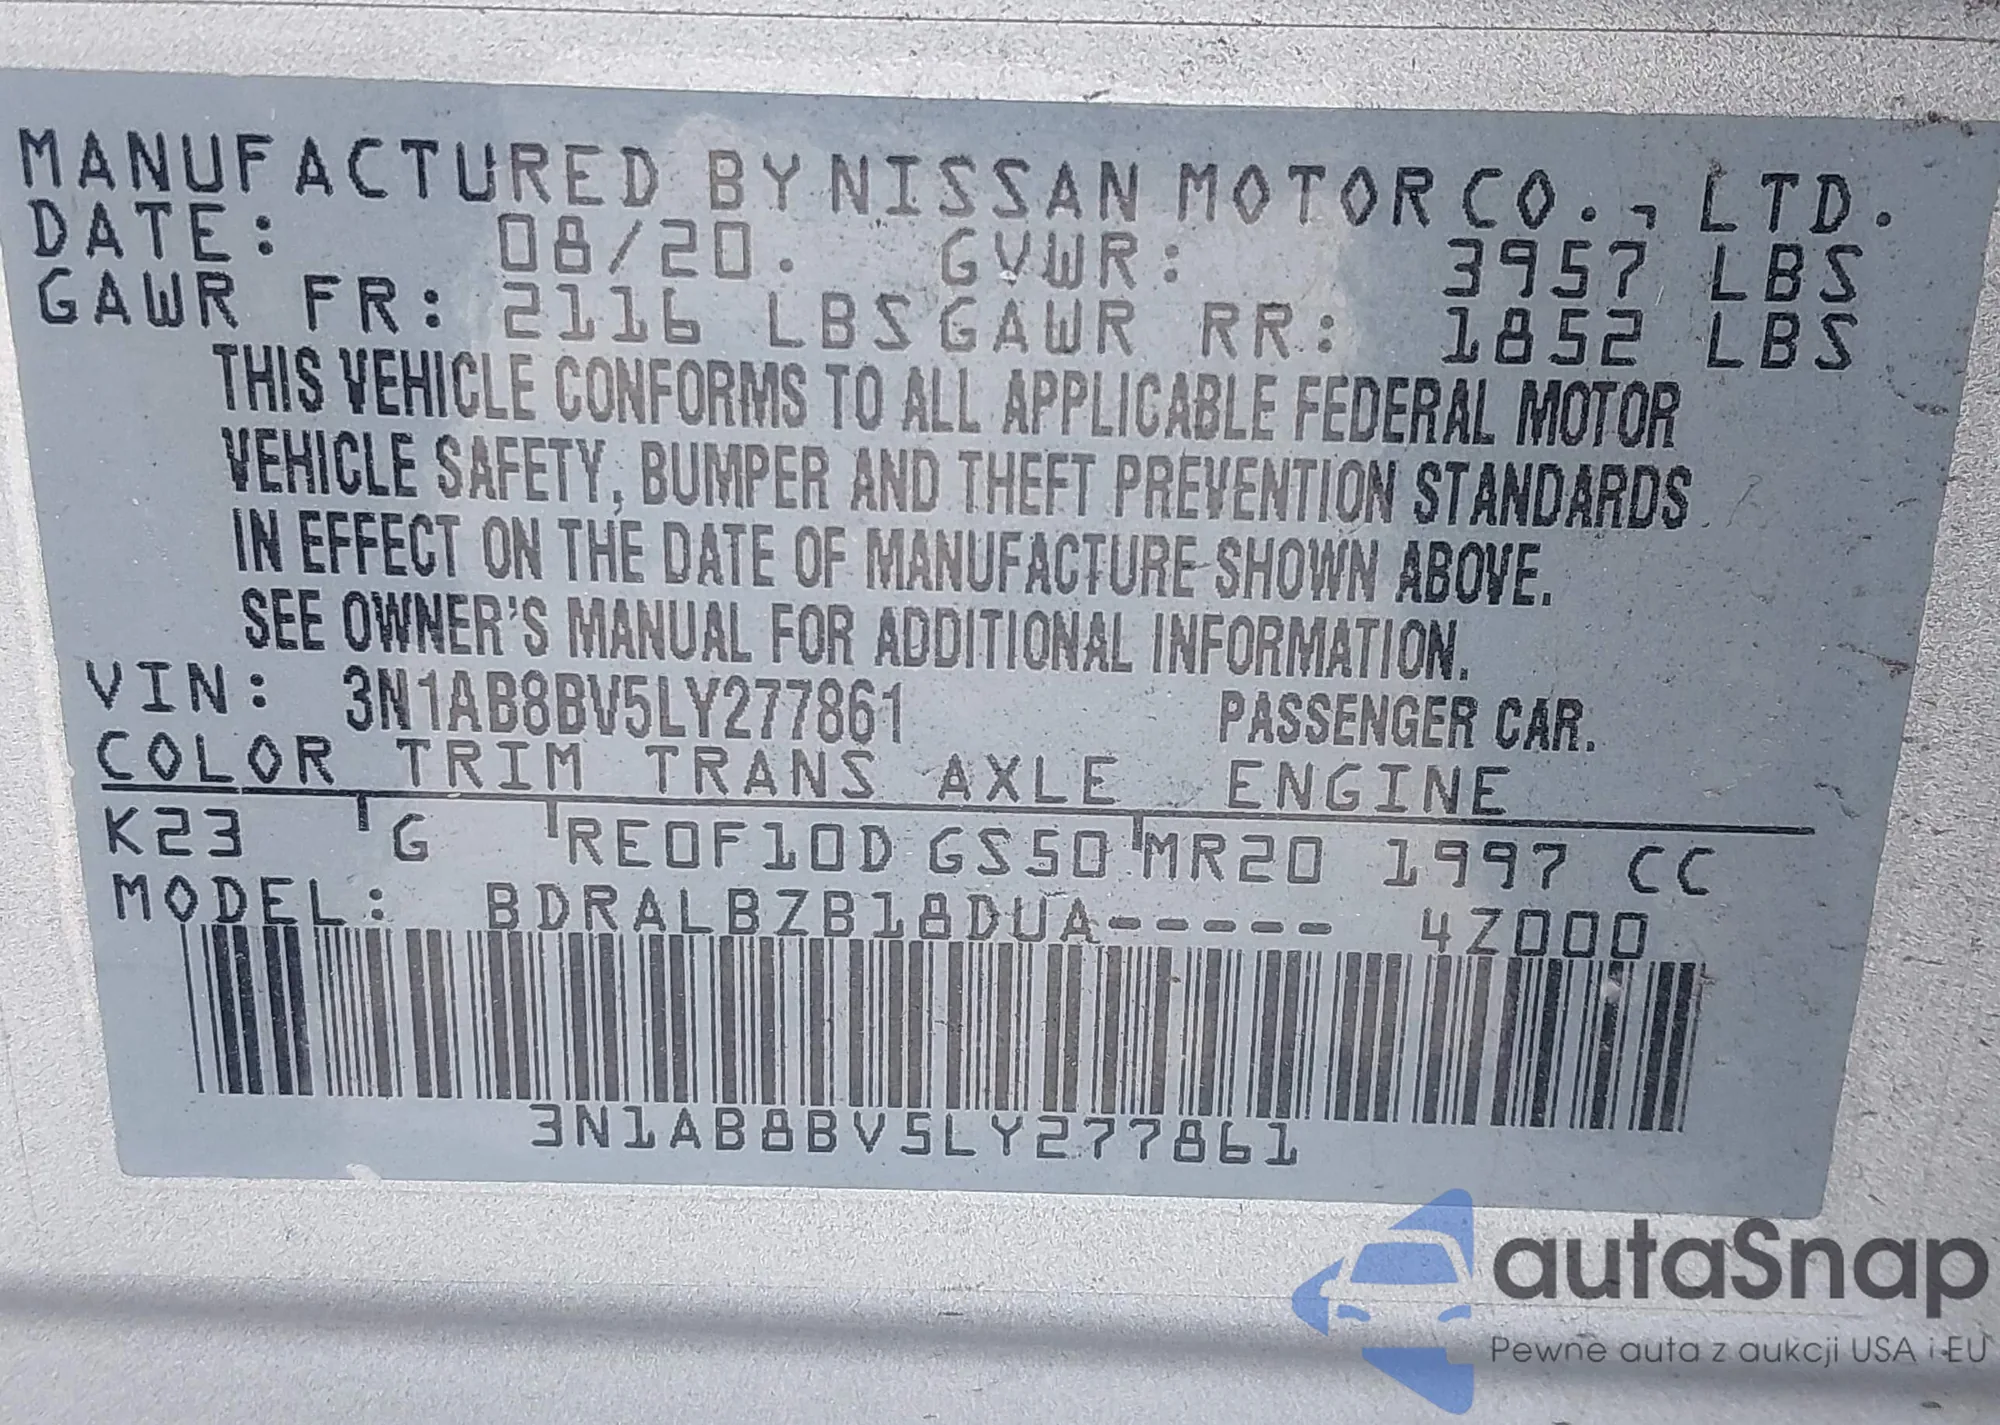 MANUFACTURED BY NISSAN MOTOR CO., LTD.
DATE: 08/20. GVWR: 3957 LBS
GAWR FR: 2116 LBS GAWR RR: 1852 LBS
THIS VEHICLE CONFORMS TO ALL APPLICABLE FEDERAL MOTOR
VEHICLE SAFETY, BUMPER AND THEFT PREVENTION STANDARDS
IN EFFECT ON THE DATE OF MANUFACTURE SHOWN ABOVE.
SEE OWNER'S MANUAL FOR ADDITIONAL INFORMATION.
VIN: 3N1AB8BV5LY277861 PASSENGER CAR.
COLOR TRIM TRANS AXLE ENGINE
K23 G RE0F10D GS50 MR20 1997 CC
MODEL: BDRALBZB18DUA----- 4Z000
3N1AB8BV5LY277861
autaSnap
Pewne auta z aukcji USA i EU